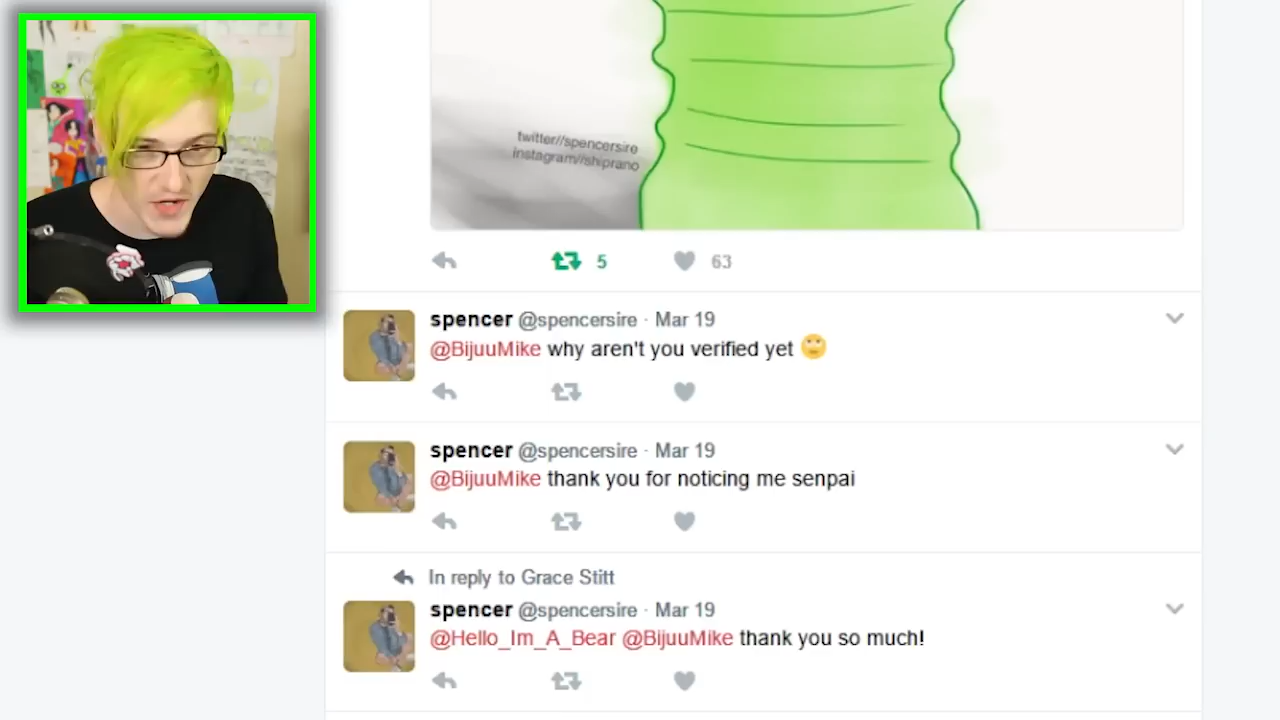 twitter//spencersire
instagram//shiprano
5 63
spencer @spencersire · Mar 19
@BijuuMike why aren't you verified yet 🙄
spencer @spencersire · Mar 19
@BijuuMike thank you for noticing me senpai
In reply to Grace Stitt
spencer @spencersire · Mar 19
@Hello_Im_A_Bear @BijuuMike thank you so much!